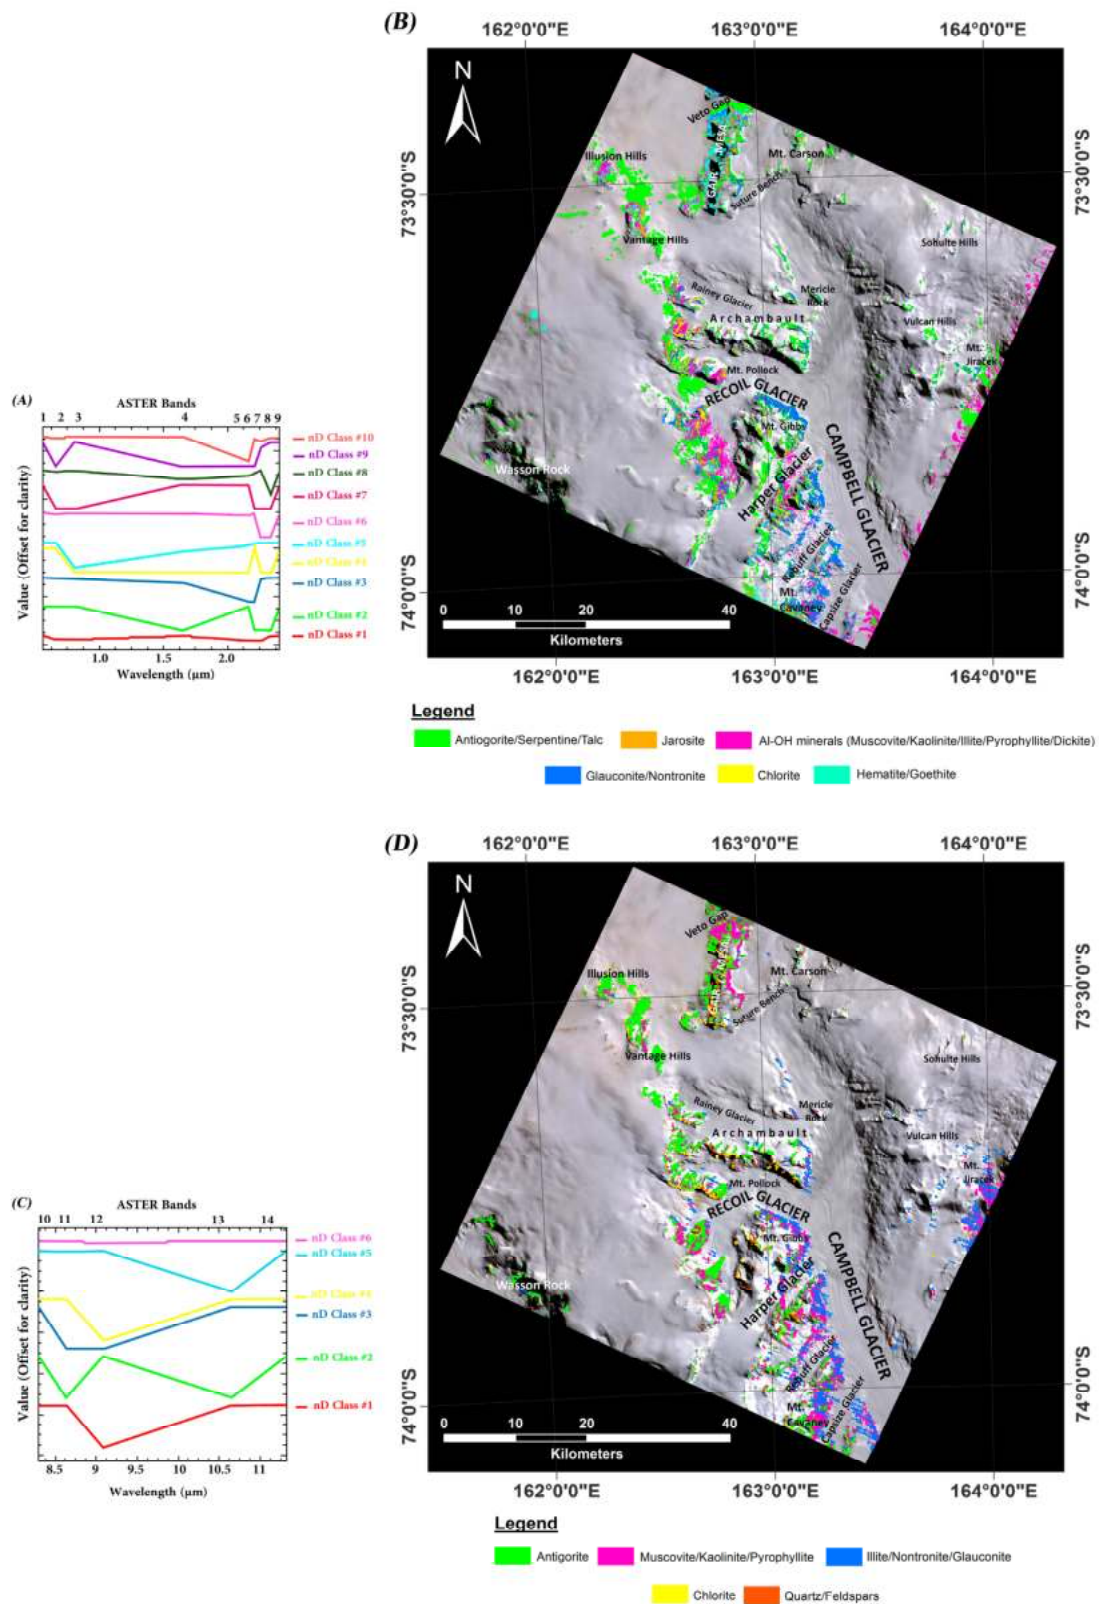 (A)
ASTER Bands
1 2 3 4 5 6 7 8 9
nD Class #10
nD Class #9
nD Class #8
nD Class #7
nD Class #6
nD Class #5
nD Class #3
nD Class #2
nD Class #1
Value (Offset for clarity)
1.0 1.5 2.0
Wavelength (µm)
(B)
162°0'0"E 163°0'0"E 164°0'0"E
N
73°30'0"S
73°30'0"S
74°0'0"S
74°0'0"S
Veto Gap
Illusion Hills
GAIR MESA
Mt. Carson
Suture Bench
Vantage Hills
Sohulte Hills
Rainey Glacier
Mericle
Rock
Archambault
Vulcan Hills
Mt.
Jiracek
Mt. Pollock
RECOIL GLACIER
Mt. Gibbs
Wasson Rock
Harper Glacier
CAMPBELL GLACIER
Rebuff Glacier
Mt.
Cavaney
Capsize Glacier
0 10 20 40
Kilometers
162°0'0"E 163°0'0"E 164°0'0"E
Legend
Antiogorite/Serpentine/Talc
Jarosite
Al-OH minerals (Muscovite/Kaolinite/Illite/Pyrophyllite/Dickite)
Glauconite/Nontronite
Chlorite
Hematite/Goethite
(C)
ASTER Bands
10 11 12 13 14
nD Class #6
nD Class #5
nD Class #4
nD Class #3
nD Class #2
nD Class #1
Value (Offset for clarity)
8.5 9 9.5 10 10.5 11
Wavelength (µm)
(D)
162°0'0"E 163°0'0"E 164°0'0"E
N
73°30'0"S
73°30'0"S
74°0'0"S
74°0'0"S
Veto Gap
Illusion Hills
GAIR MESA
Mt. Carson
Suture Bench
Vantage Hills
Sohulte Hills
Rainey Glacier
Mericle
Rock
Archambault
Vulcan Hills
Mt.
Jiracek
Mt. Pollock
RECOIL GLACIER
Mt. Gibbs
Wasson Rock
Harper Glacier
CAMPBELL GLACIER
Rebuff Glacier
Mt.
Cavaney
Capsize Glacier
0 10 20 40
Kilometers
162°0'0"E 163°0'0"E 164°0'0"E
Legend
Antigorite
Muscovite/Kaolinite/Pyrophyllite
Illite/Nontronite/Glauconite
Chlorite
Quartz/Feldspars